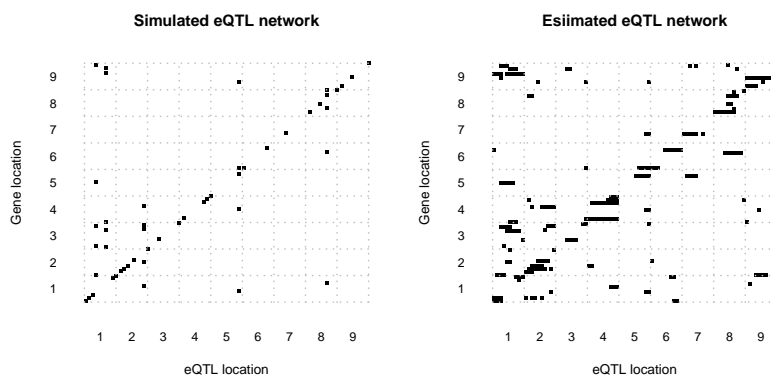 Simulated eQTL network
Esiimated eQTL network
Gene location
9
8
7
6
5
4
3
2
1
1 2 3 4 5 6 7 8 9
eQTL location
Gene location
9
8
7
6
5
4
3
2
1
1 2 3 4 5 6 7 8 9
eQTL location